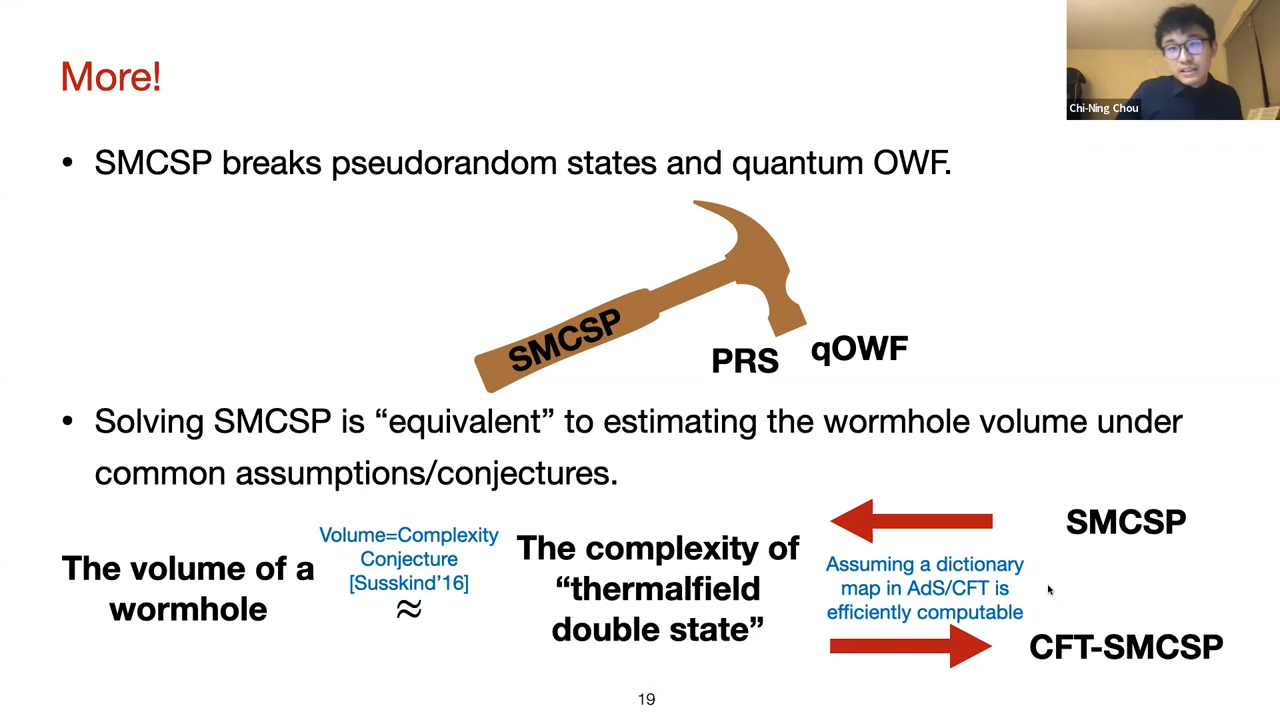 More!
Chi-Ning Chou
• SMCSP breaks pseudorandom states and quantum OWF.
SMCSP
PRS
qOWF
• Solving SMCSP is “equivalent” to estimating the wormhole volume under
common assumptions/conjectures.
The volume of a
wormhole
Volume=Complexity
Conjecture
[Susskind’16]
≈
The complexity of
“thermalfield
double state”
Assuming a dictionary
map in AdS/CFT is
efficiently computable
SMCSP
CFT-SMCSP
19